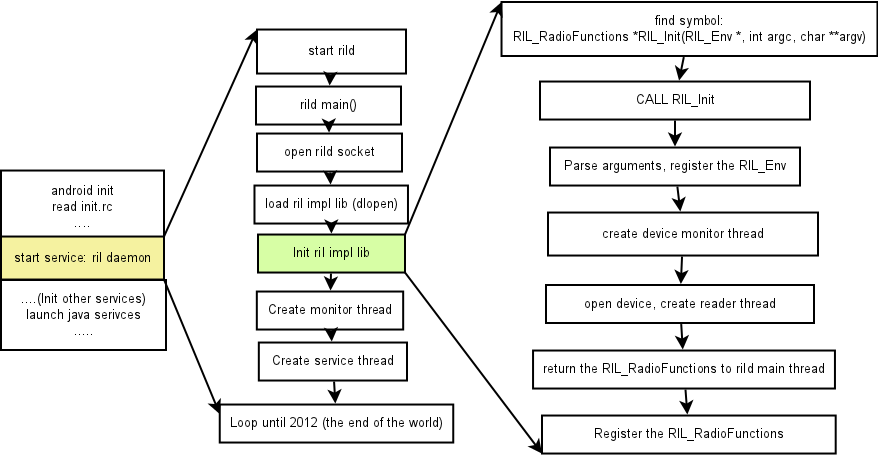 android init
read init.rc
....
start service: ril daemon
....(Init other services)
launch java serivces
.....
start rild
rild main()
open rild socket
load ril impl lib (dlopen)
Init ril impl lib
Create monitor thread
Create service thread
Loop until 2012 (the end of the world)
find symbol:
RIL_RadioFunctions *RIL_Init(RIL_Env *, int argc, char **argv)
CALL RIL_Init
Parse arguments, register the RIL_Env
create device monitor thread
open device, create reader thread
return the RIL_RadioFunctions to rild main thread
Register the RIL_RadioFunctions